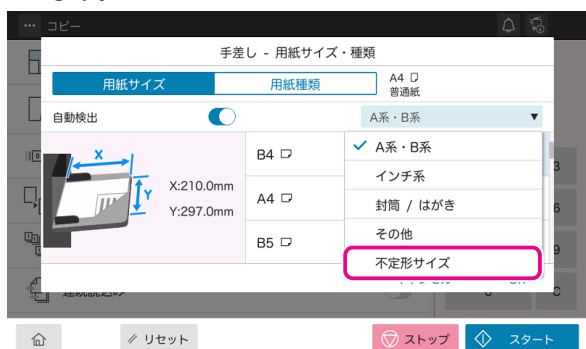 コピー
手差し - 用紙サイズ・種類
用紙サイズ
用紙種類
A4
普通紙
自動検出
A系・B系
X
Y
X:210.0mm
Y:297.0mm
B4
A4
B5
A系・B系
インチ系
封筒 / はがき
その他
不定形サイズ
3
6
9
C
リセット
ストップ
スタート